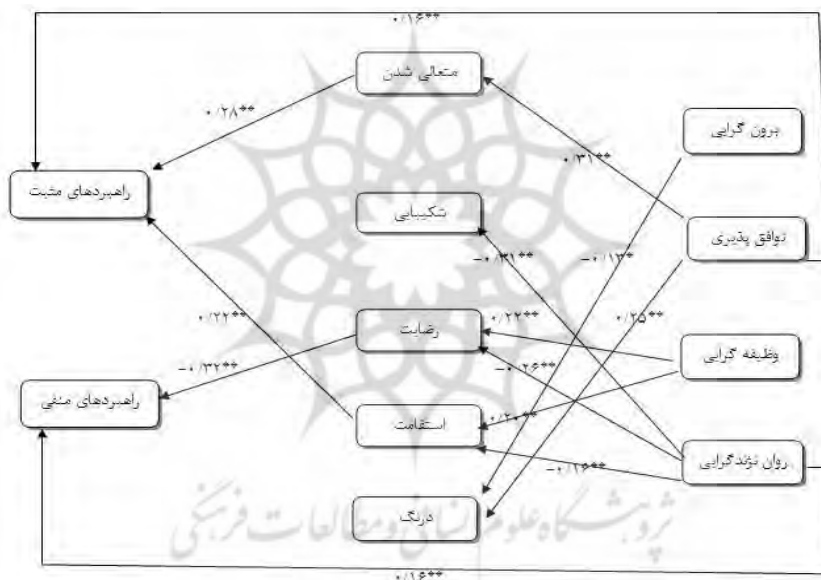 ۰/۱۶**
متعالی شدن
۰/۲۸**
برون گرایی
۰/۳۱**
راهبردهای مثبت
شکیبایی
توافق پذیری
-۰/۳۱**
-۰/۱۳*
۰/۲۲**
رضایت
۰/۲۲**
۰/۲۵**
وظیفه گرایی
-۰/۳۲**
-۰/۲۶**
راهبردهای منفی
استقامت
۰/۲۰**
روان نژندگرایی
-۰/۱۶**
درنگ
پژوهشگاه علوم انسانی و مطالعات فرهنگی
۰/۱۶**